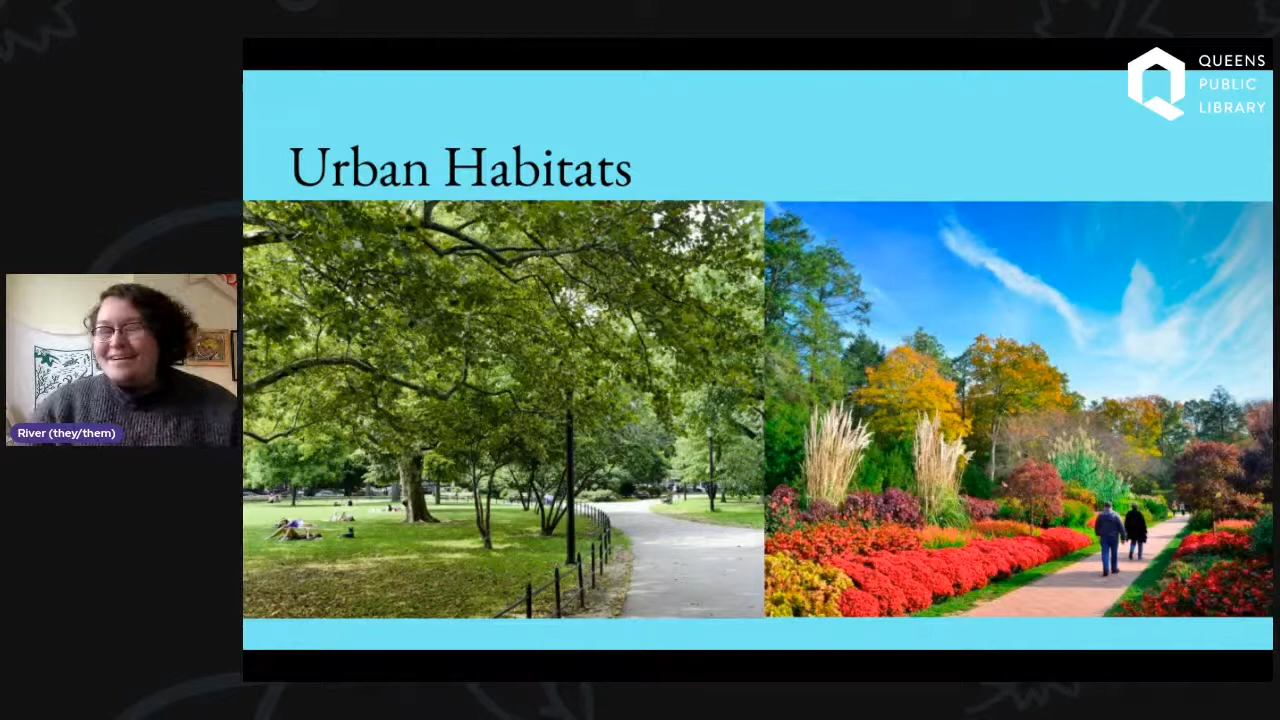 QUEENS
PUBLIC
LIBRARY
Urban Habitats
River (they/them)